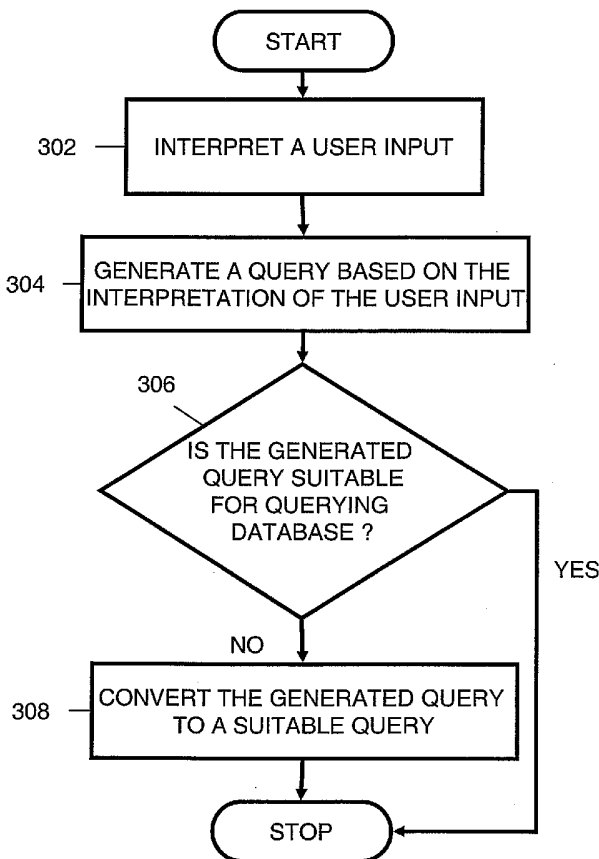 START
302
INTERPRET A USER INPUT
304
GENERATE A QUERY BASED ON THE
INTERPRETATION OF THE USER INPUT
306
IS THE GENERATED
QUERY SUITABLE
FOR QUERYING
DATABASE ?
YES
NO
308
CONVERT THE GENERATED QUERY
TO A SUITABLE QUERY
STOP